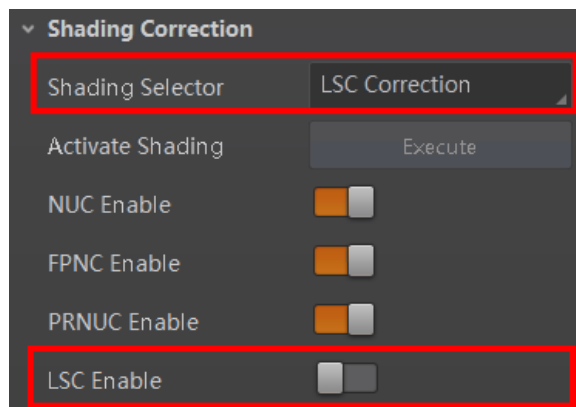 Shading Correction
Shading Selector LSC Correction
Activate Shading Execute
NUC Enable
FPNC Enable
PRNUC Enable
LSC Enable